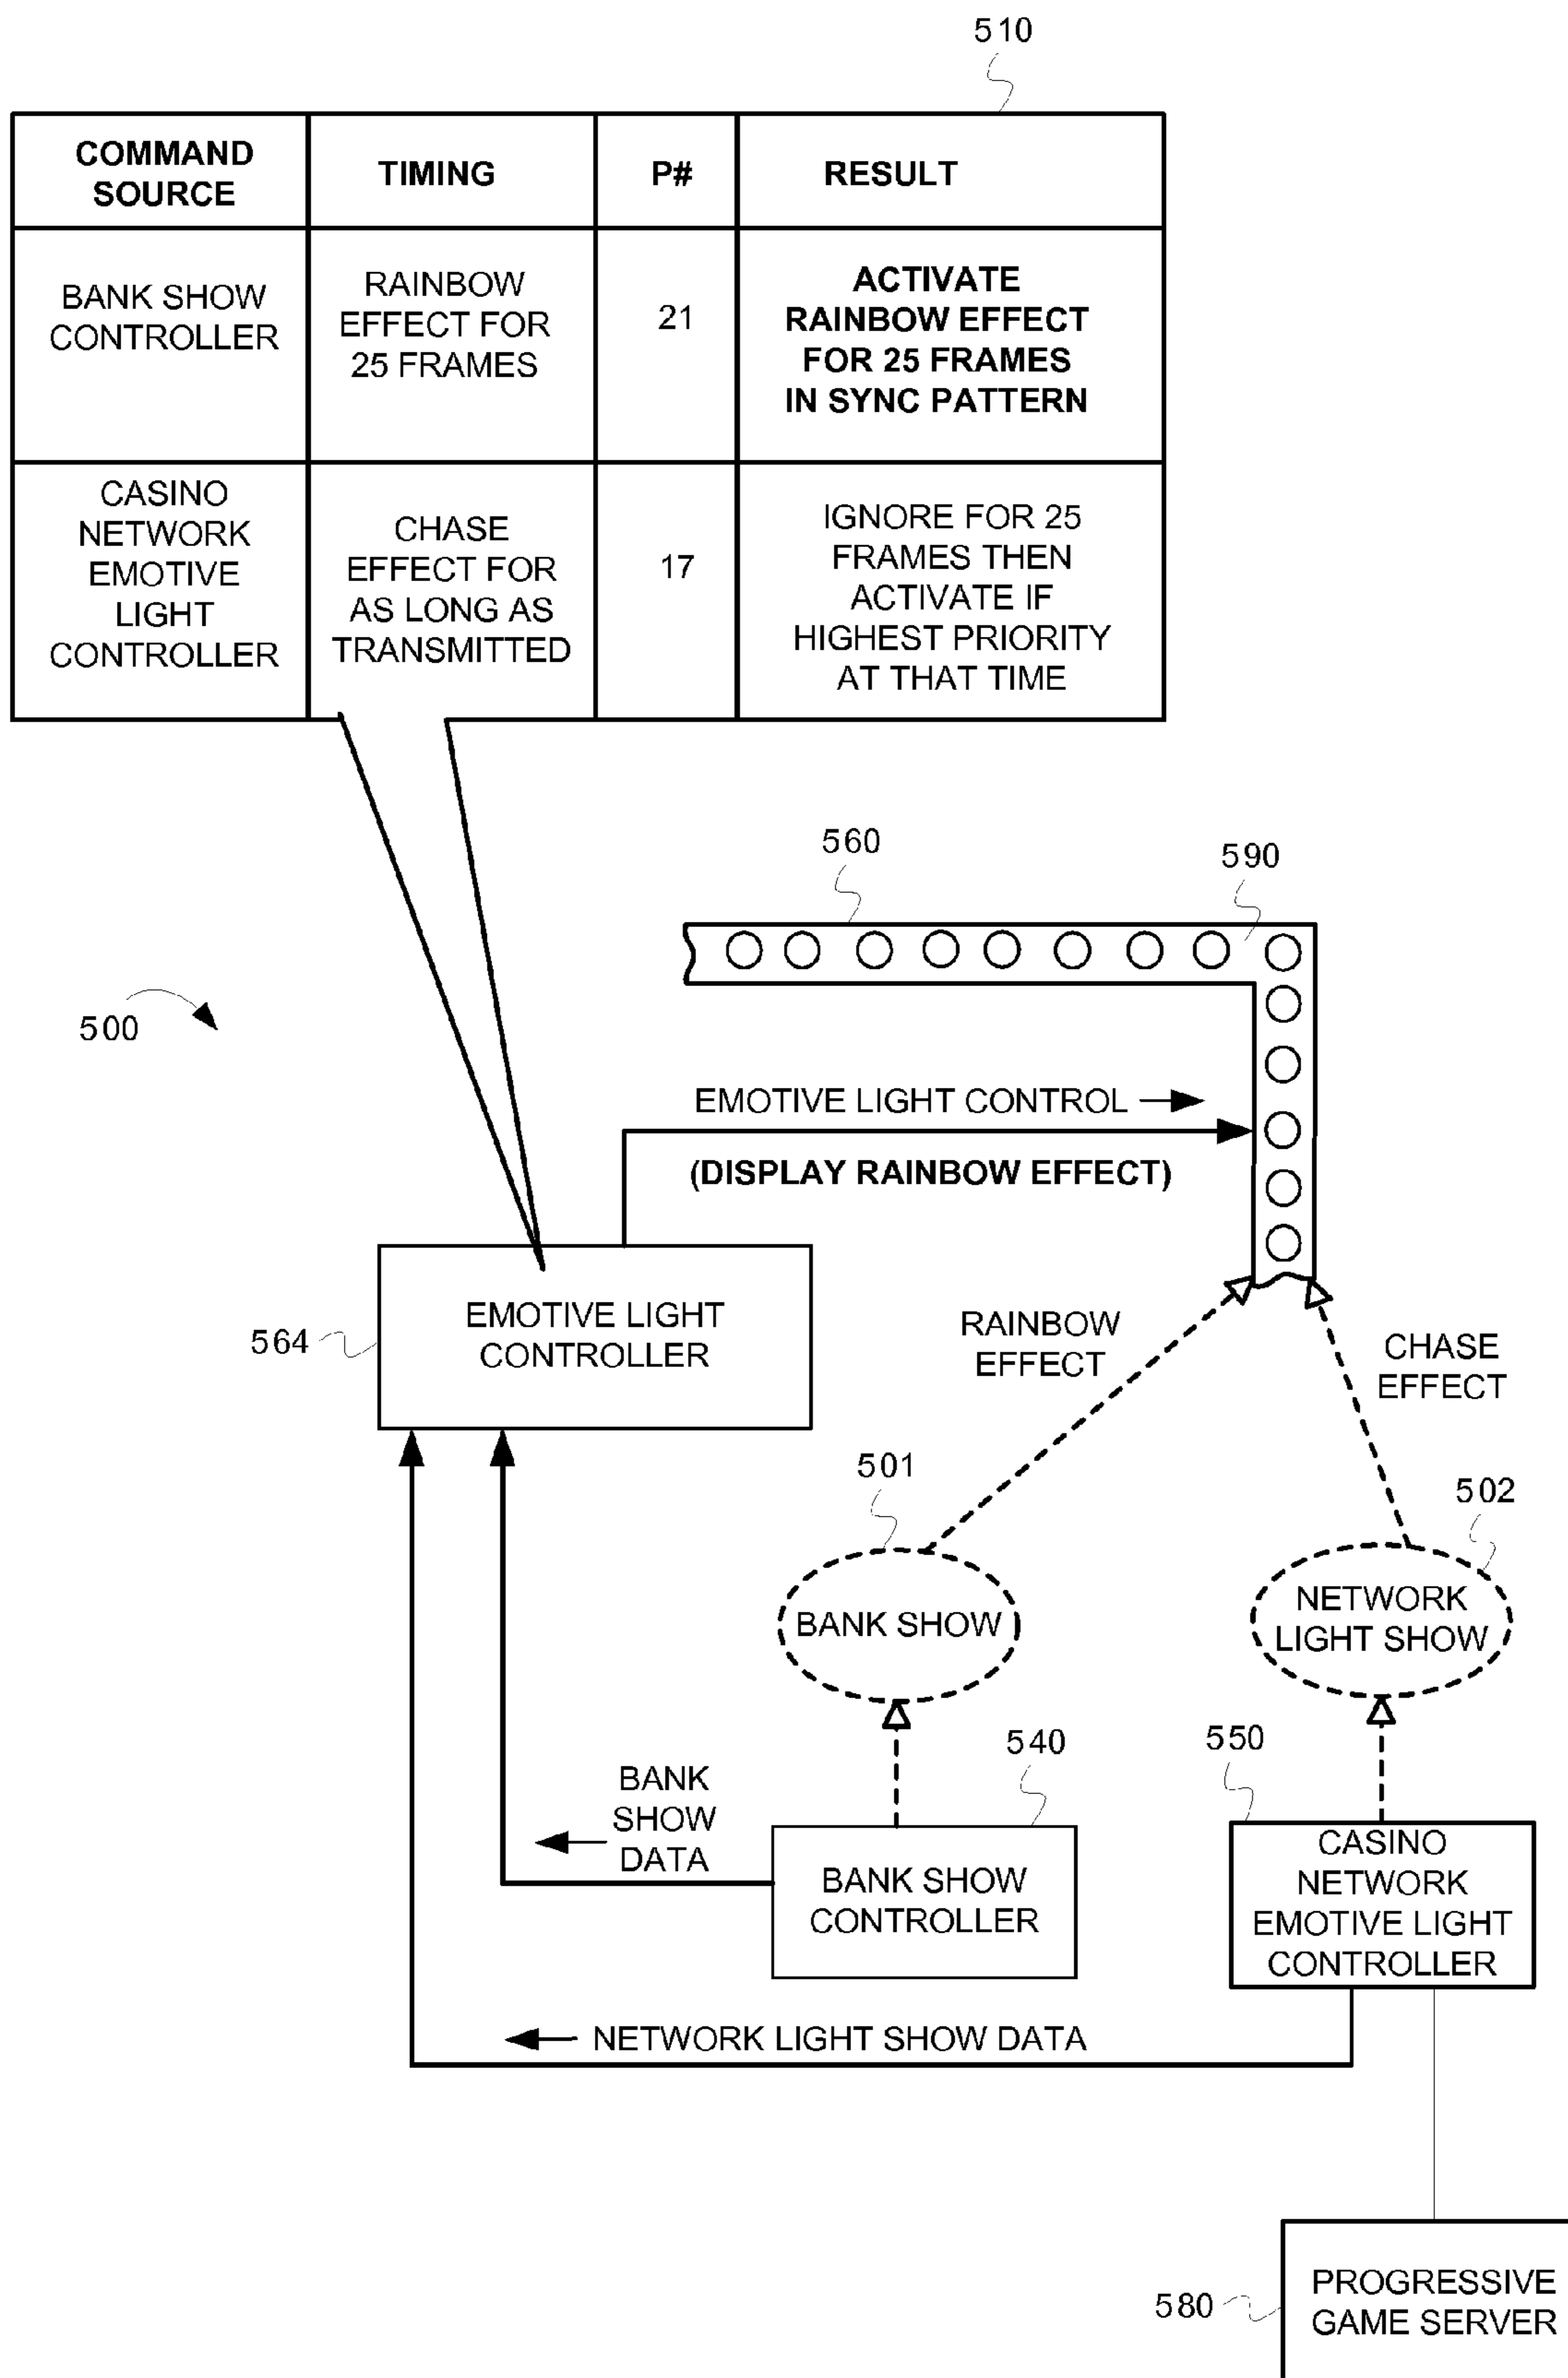 510
COMMAND
SOURCE
TIMING
P#
RESULT
BANK SHOW
CONTROLLER
RAINBOW
EFFECT FOR
25 FRAMES
21
ACTIVATE
RAINBOW EFFECT
FOR 25 FRAMES
IN SYNC PATTERN
CASINO
NETWORK
EMOTIVE
LIGHT
CONTROLLER
CHASE
EFFECT FOR
AS LONG AS
TRANSMITTED
17
IGNORE FOR 25
FRAMES THEN
ACTIVATE IF
HIGHEST PRIORITY
AT THAT TIME
560
590
500
EMOTIVE LIGHT CONTROL
(DISPLAY RAINBOW EFFECT)
564
EMOTIVE LIGHT
CONTROLLER
RAINBOW
EFFECT
CHASE
EFFECT
501
502
BANK SHOW
NETWORK
LIGHT SHOW
540
550
BANK
SHOW
DATA
BANK SHOW
CONTROLLER
CASINO
NETWORK
EMOTIVE LIGHT
CONTROLLER
NETWORK LIGHT SHOW DATA
580
PROGRESSIVE
GAME SERVER